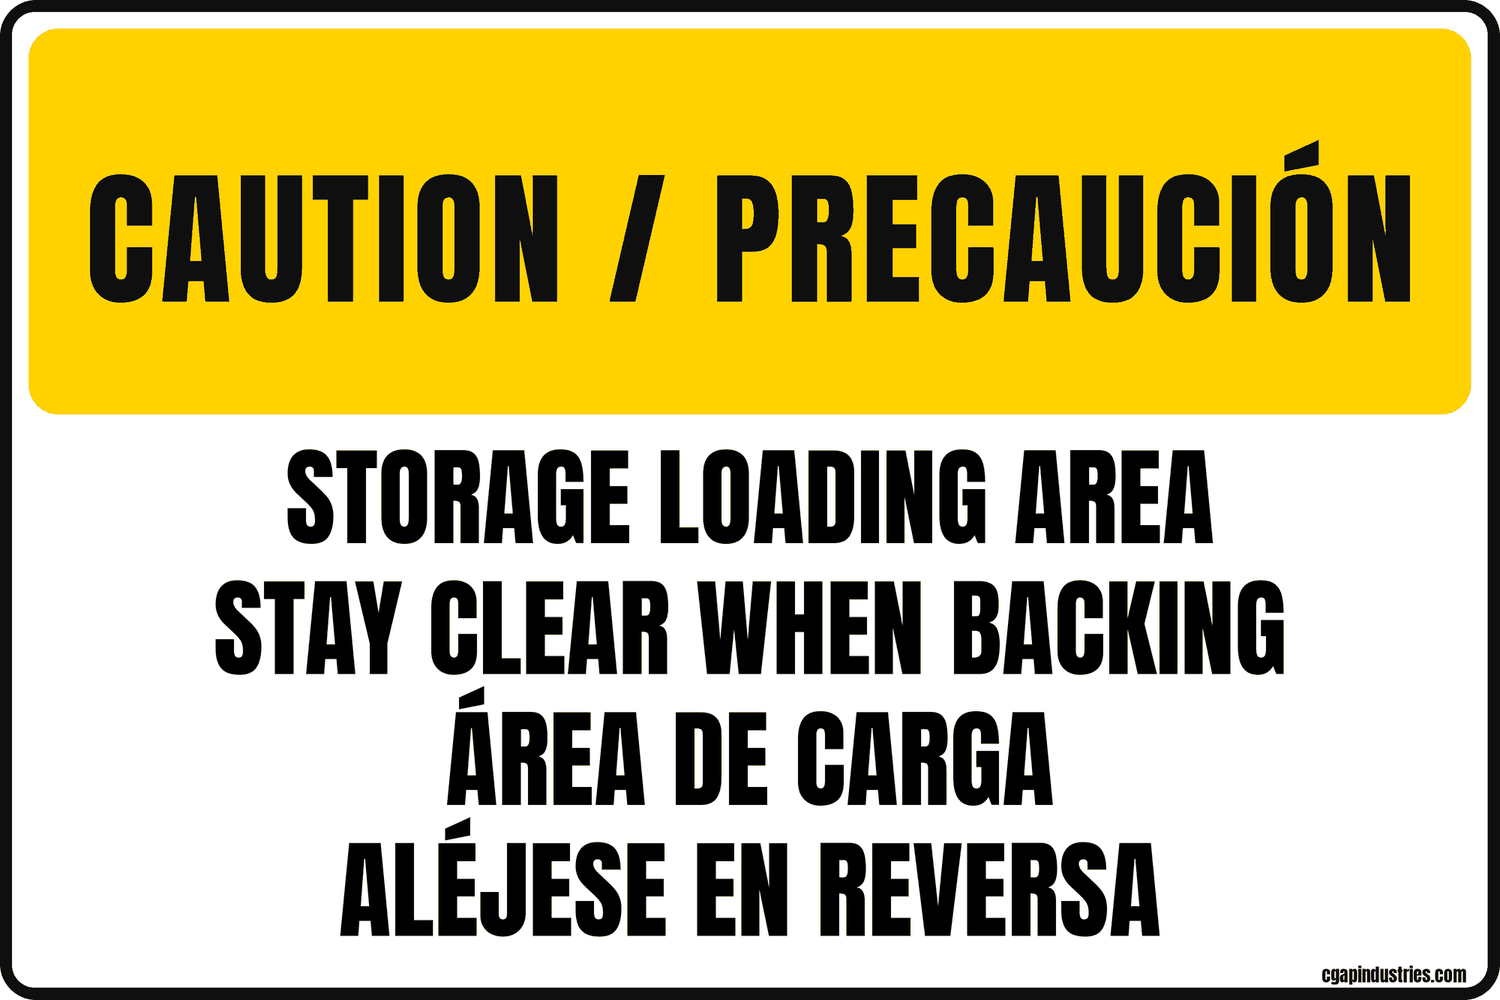 CAUTION / PRECAUCIÓN
STORAGE LOADING AREA
STAY CLEAR WHEN BACKING
ÁREA DE CARGA
ALÉJESE EN REVERSA
cgapindustries.com